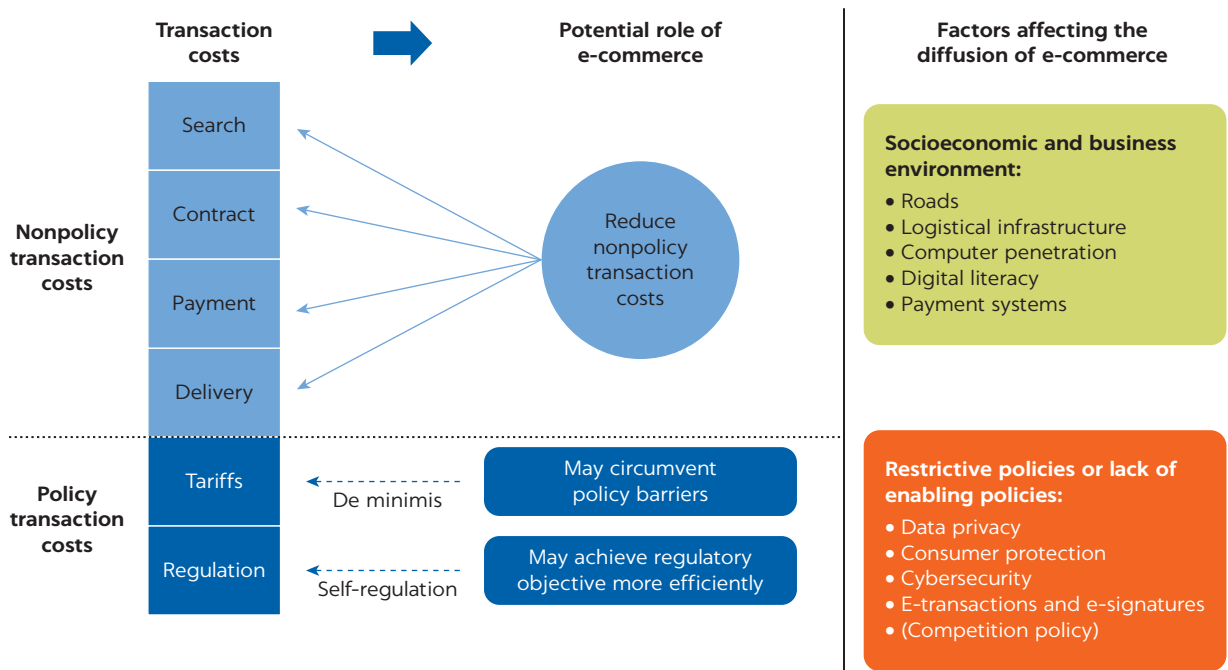 Transaction
costs
Potential role of
e-commerce
Factors affecting the
diffusion of e-commerce
Nonpolicy
transaction
costs
Search
Contract
Payment
Delivery
Reduce
nonpolicy
transaction
costs
Policy
transaction
costs
Tariffs
De minimis
May circumvent
policy barriers
Regulation
Self-regulation
May achieve regulatory
objective more efficiently
Socioeconomic and business
environment:
• Roads
• Logistical infrastructure
• Computer penetration
• Digital literacy
• Payment systems
Restrictive policies or lack of
enabling policies:
• Data privacy
• Consumer protection
• Cybersecurity
• E-transactions and e-signatures
• (Competition policy)